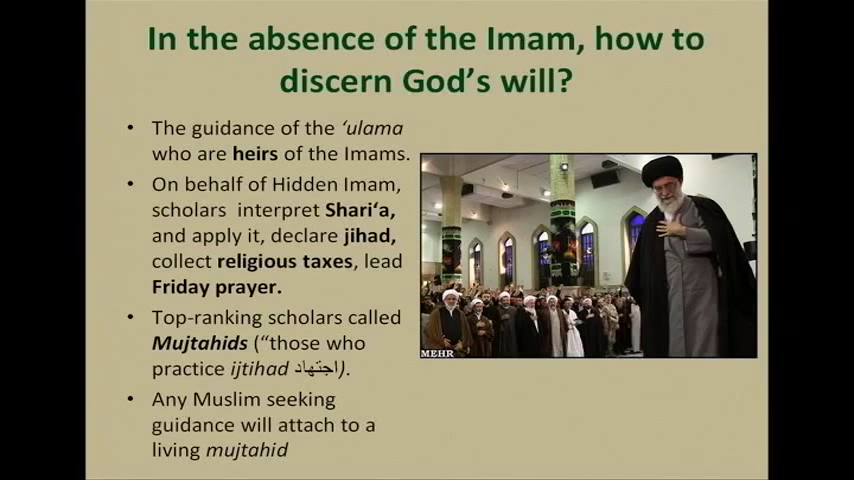 In the absence of the Imam, how to
discern God's will?
• The guidance of the ‘ulama
who are heirs of the Imams.
• On behalf of Hidden Imam,
scholars interpret Shari‘a,
and apply it, declare jihad,
collect religious taxes, lead
Friday prayer.
• Top-ranking scholars called
Mujtahids (“those who
practice ijtihad اجتهاد).
• Any Muslim seeking
guidance will attach to a
living mujtahid
MEHR